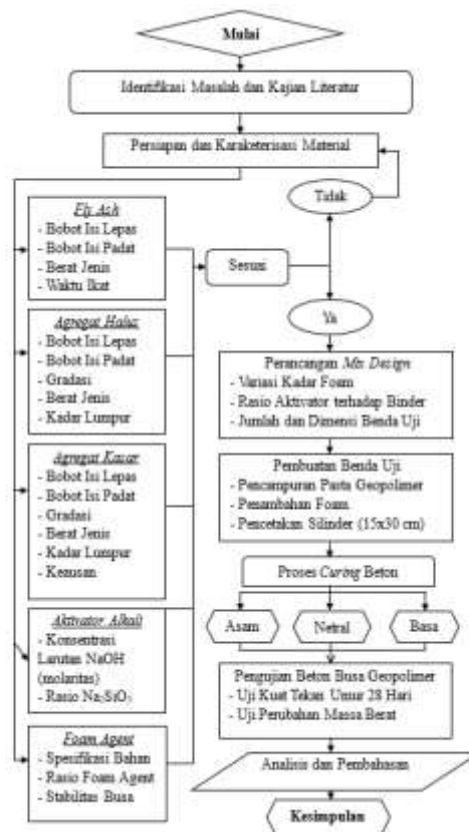 Mulai
Identifikasi Masalah dan Kajian Literatur
Persiapan dan Karakterisasi Material
Tidak
Fly Ash
- Bobot Isi Lepas
- Bobot Isi Padat
- Berat Jenis
- Waktu Ikat
Sesuai
Ya
Agregat Halus
- Bobot Isi Lepas
- Bobot Isi Padat
- Gradasi
- Berat Jenis
- Kadar Lumpur
Perancangan Mix Design
- Variasi Kadar Foam
- Rasio Aktivator terhadap Binder
- Jumlah dan Dimensi Benda Uji
Agregat Kasar
- Bobot Isi Lepas
- Bobot Isi Padat
- Gradasi
- Berat Jenis
- Kadar Lumpur
- Keausan
Pembuatan Benda Uji
- Pencampuran Pasta Geopolimer
- Penambahan Foam
- Pencetakan Silinder (15x30 cm)
Proses Curing Beton
Asam
Netral
Basa
Aktivator Alkali
- Konsentrasi
Larutan NaOH
(molaritas)
- Rasio Na₂SiO₃
Pengujian Beton Busa Geopolimer
- Uji Kuat Tekan Umur 28 Hari
- Uji Perubahan Massa Berat
Foam Agent
- Spesifikasi Bahan
- Rasio Foam Agent
- Stabilitas Busa
Analisis dan Pembahasan
Kesimpulan